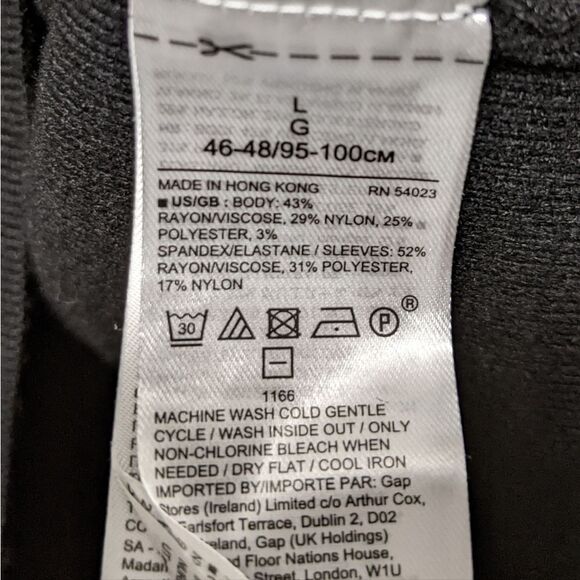 L
G
46-48/95-100CM
MADE IN HONG KONG RN 54023
■ US/GB : BODY: 43%
RAYON/VISCOSE, 29% NYLON, 25%
POLYESTER, 3%
SPANDEX/ELASTANE / SLEEVES: 52%
RAYON/VISCOSE, 31% POLYESTER,
17% NYLON
30 P®
1166
MACHINE WASH COLD GENTLE
CYCLE / WASH INSIDE OUT / ONLY
NON-CHLORINE BLEACH WHEN
NEEDED / DRY FLAT / COOL IRON
IMPORTED BY/IMPORTE PAR: Gap
Stores (Ireland) Limited c/o Arthur Cox,
Earlsfort Terrace, Dublin 2, D02
Gap (UK Holdings)
SA - Floor Nations House,
Street, London, W1U